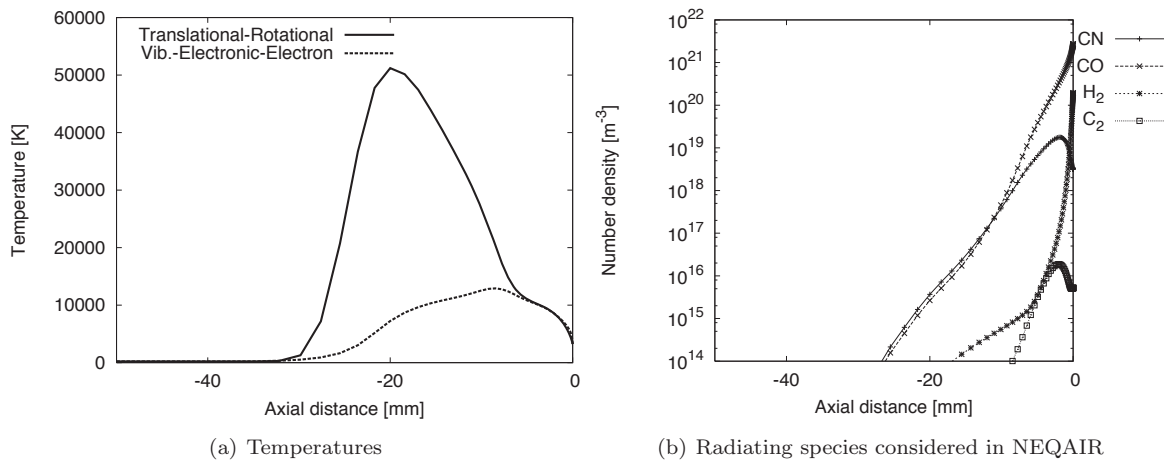 60000
50000
40000
30000
20000
10000
0
Temperature [K]
Translational-Rotational
Vib.-Electronic-Electron
-40
-20
0
Axial distance [mm]
(a) Temperatures
10^22
10^21
10^20
10^19
10^18
10^17
10^16
10^15
10^14
Number density [m^-3]
CN
CO
H_2
C_2
-40
-20
0
Axial distance [mm]
(b) Radiating species considered in NEQAIR